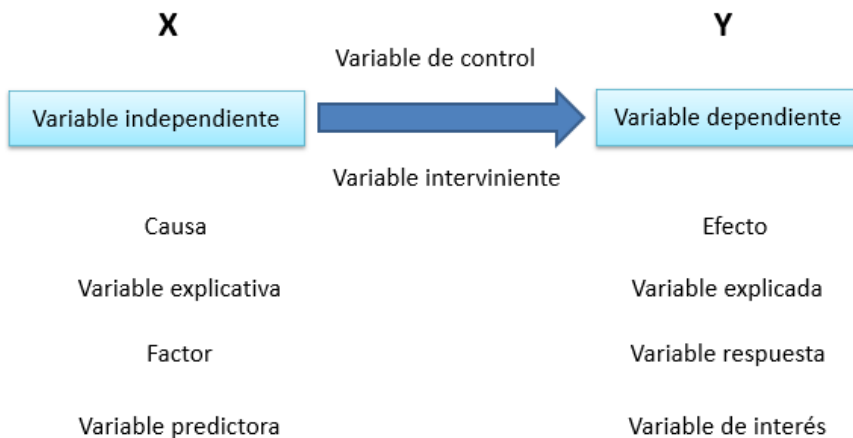 X
Y
Variable de control
Variable independiente
Variable dependiente
Variable interviniente
Causa
Efecto
Variable explicativa
Variable explicada
Factor
Variable respuesta
Variable predictora
Variable de interés